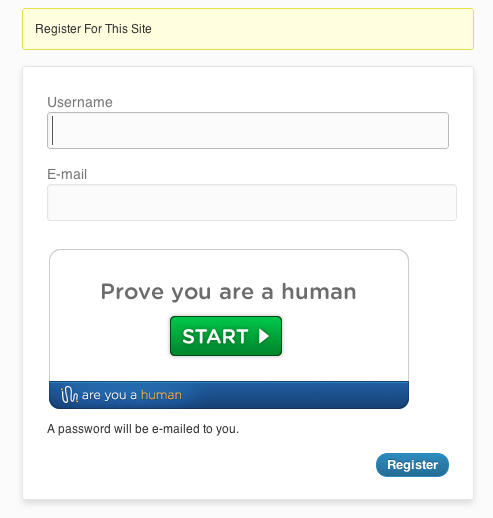 Register For This Site
Username
E-mail
Prove you are a human
START
are you a human
A password will be e-mailed to you.
Register